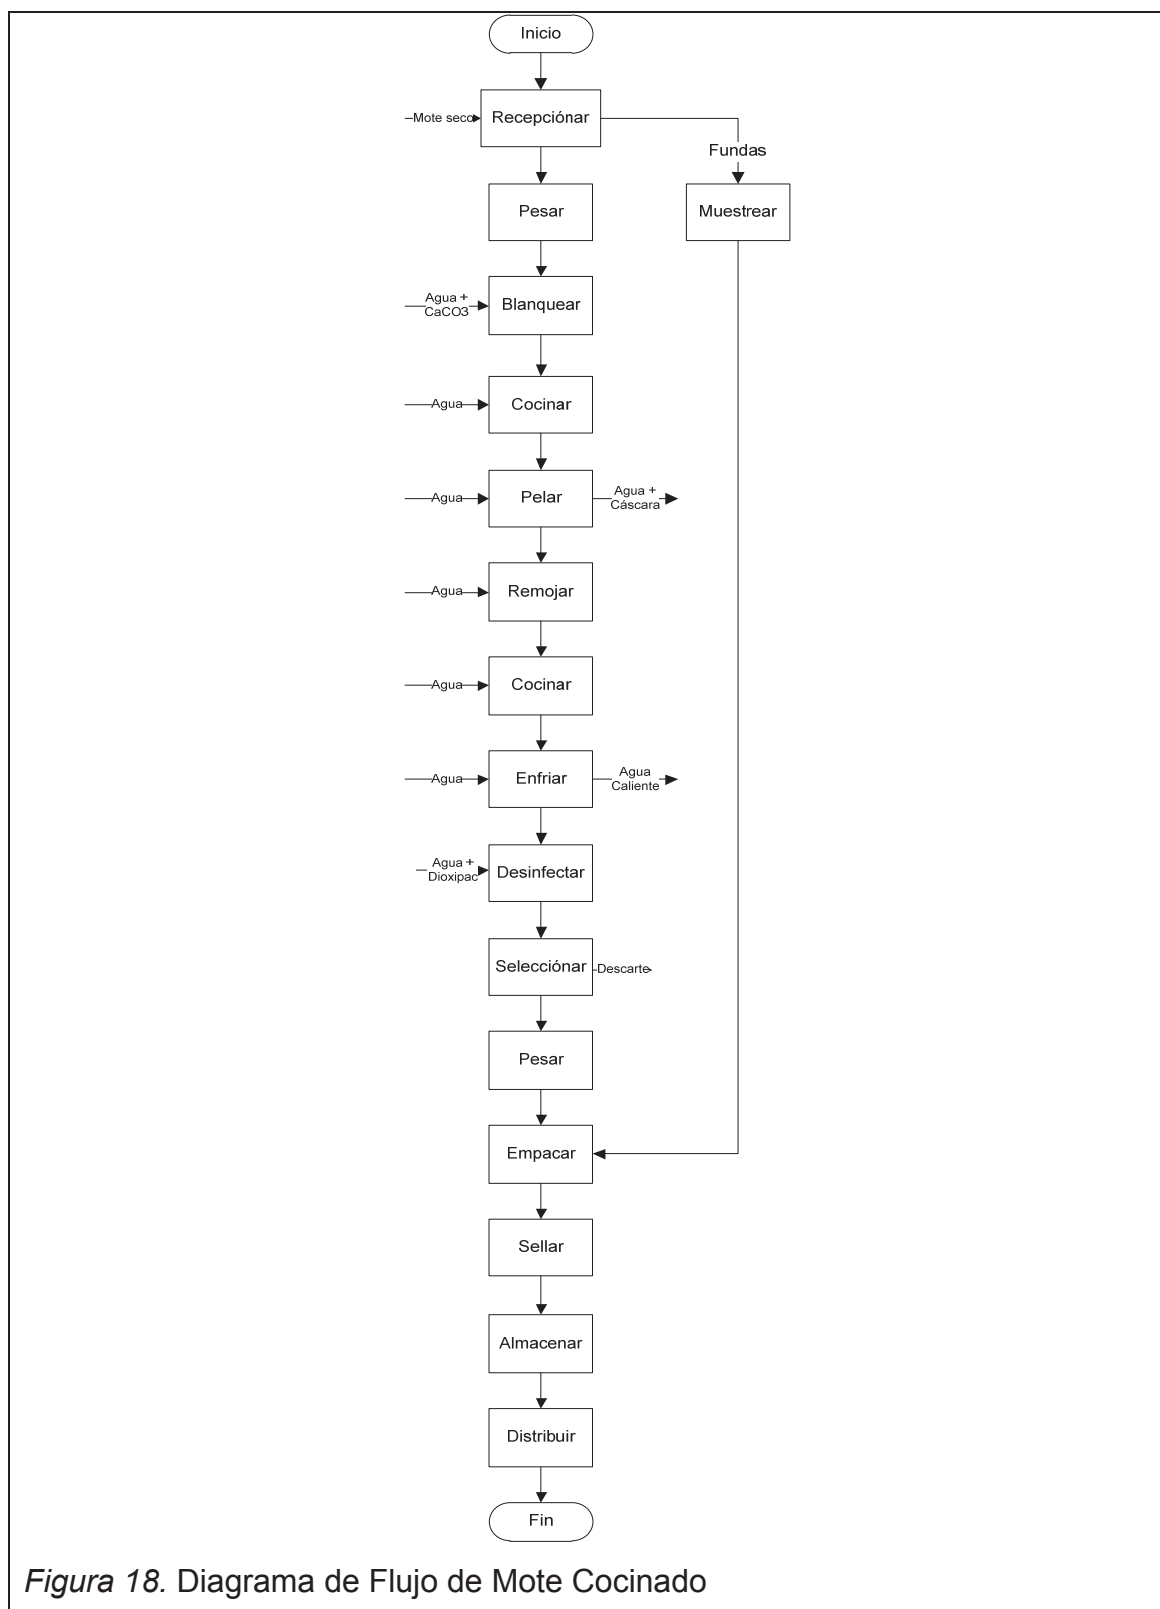 Inicio
Mote seco
Recepciónar
Fundas
Pesar
Muestrear
Agua +
CaCO3
Blanquear
Agua
Cocinar
Agua
Pelar
Agua +
Cáscara
Agua
Remojar
Agua
Cocinar
Agua
Enfriar
Agua
Caliente
Agua +
Dioxipac
Desinfectar
Selecciónar
Descarte
Pesar
Empacar
Sellar
Almacenar
Distribuir
Fin
Figura 18. Diagrama de Flujo de Mote Cocinado